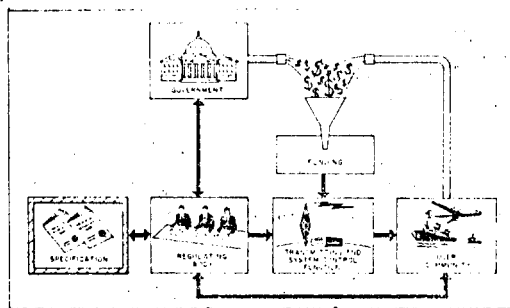 GOVERNMENT
FUNDING
SPECIFICATION
REGULATING
BODY
TRANSMITTING AND
SYSTEM CONTROL
FUNCTION
USER
COMMUNITY